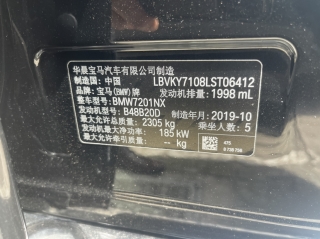 华晨宝马汽车有限公司制造
制造国：中国 LBVKY7108LST06412
品牌：宝马(BMW)牌 发动机排量：1998 mL
整车型号：BMW7201NX
发动机型号：B48B20D 制造年月：2019-10
最大允许总质量：2305 kg 乘坐人数：5
发动机最大净功率：185 kW
最大允许牵引质量：-- kg
475